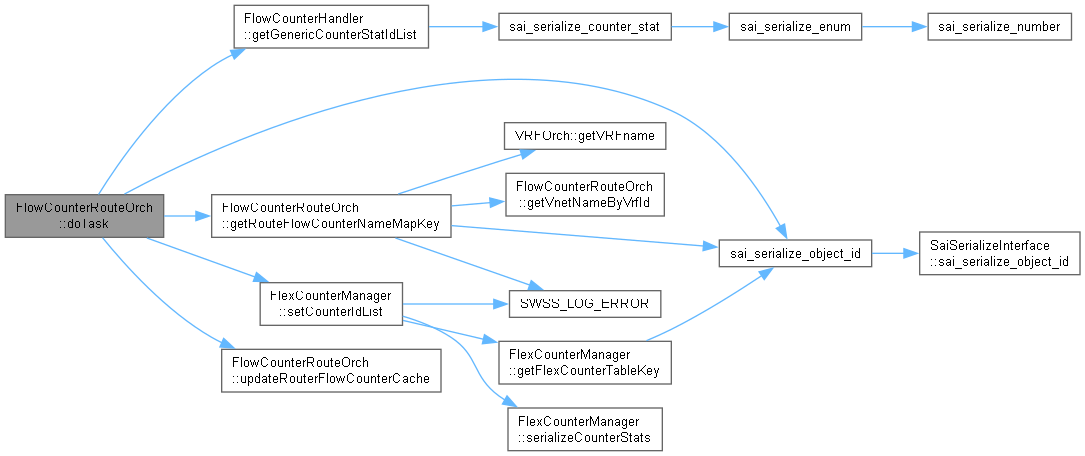 FlowCounterHandler
::getGenericCounterStatIdList
sai_serialize_counter_stat
sai_serialize_enum
sai_serialize_number
VRFOrch::getVRFname
FlowCounterRouteOrch
::getVnetNameByVrfId
FlowCounterRouteOrch
::doTask
FlowCounterRouteOrch
::getRouteFlowCounterNameMapKey
sai_serialize_object_id
SaiSerializeInterface
::sai_serialize_object_id
FlexCounterManager
::setCounterIdList
SWSS_LOG_ERROR
FlowCounterRouteOrch
::updateRouterFlowCounterCache
FlexCounterManager
::getFlexCounterTableKey
FlexCounterManager
::serializeCounterStats